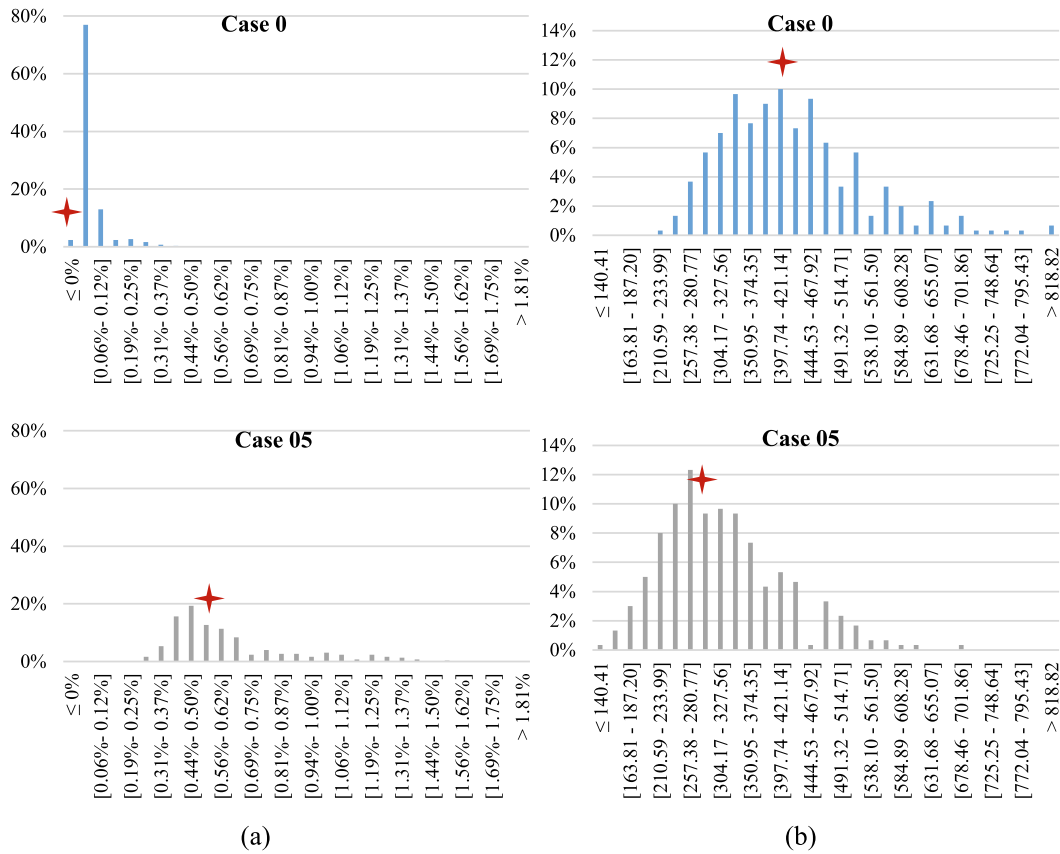 Case 0
80%
60%
40%
20%
0%
≤ 0%
[0.06%- 0.12%]
[0.19%- 0.25%]
[0.31%- 0.37%]
[0.44%- 0.50%]
[0.56%- 0.62%]
[0.69%- 0.75%]
[0.81%- 0.87%]
[0.94%- 1.00%]
[1.06%- 1.12%]
[1.19%- 1.25%]
[1.31%- 1.37%]
[1.44%- 1.50%]
[1.56%- 1.62%]
[1.69%- 1.75%]
> 1.81%
Case 0
14%
12%
10%
8%
6%
4%
2%
0%
≤ 140.41
[163.81 - 187.20]
[210.59 - 233.99]
[257.38 - 280.77]
[304.17 - 327.56]
[350.95 - 374.35]
[397.74 - 421.14]
[444.53 - 467.92]
[491.32 - 514.71]
[538.10 - 561.50]
[584.89 - 608.28]
[631.68 - 655.07]
[678.46 - 701.86]
[725.25 - 748.64]
[772.04 - 795.43]
> 818.82
Case 05
80%
60%
40%
20%
0%
≤ 0%
[0.06%- 0.12%]
[0.19%- 0.25%]
[0.31%- 0.37%]
[0.44%- 0.50%]
[0.56%- 0.62%]
[0.69%- 0.75%]
[0.81%- 0.87%]
[0.94%- 1.00%]
[1.06%- 1.12%]
[1.19%- 1.25%]
[1.31%- 1.37%]
[1.44%- 1.50%]
[1.56%- 1.62%]
[1.69%- 1.75%]
> 1.81%
Case 05
14%
12%
10%
8%
6%
4%
2%
0%
≤ 140.41
[163.81 - 187.20]
[210.59 - 233.99]
[257.38 - 280.77]
[304.17 - 327.56]
[350.95 - 374.35]
[397.74 - 421.14]
[444.53 - 467.92]
[491.32 - 514.71]
[538.10 - 561.50]
[584.89 - 608.28]
[631.68 - 655.07]
[678.46 - 701.86]
[725.25 - 748.64]
[772.04 - 795.43]
> 818.82
(a)
(b)